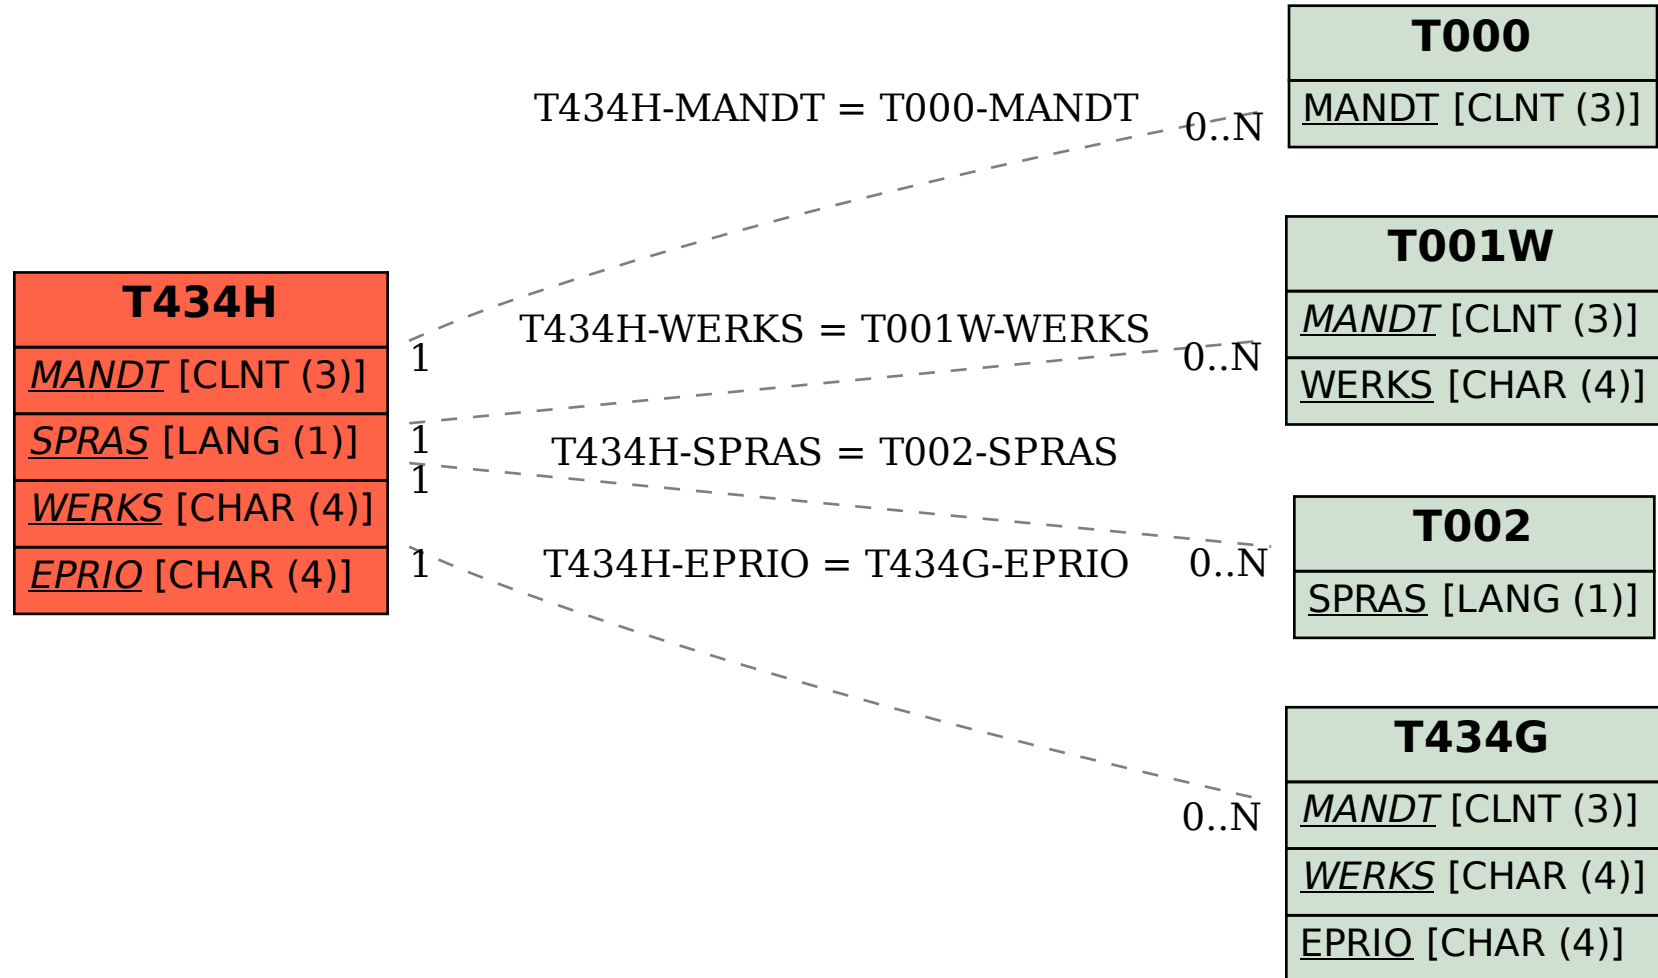 T434H
MANDT [CLNT (3)]
SPRAS [LANG (1)]
WERKS [CHAR (4)]
EPRIO [CHAR (4)]
T434H-MANDT = T000-MANDT
1
0..N
T434H-WERKS = T001W-WERKS
1
0..N
T434H-SPRAS = T002-SPRAS
1
0..N
T434H-EPRIO = T434G-EPRIO
1
0..N
T000
MANDT [CLNT (3)]
T001W
MANDT [CLNT (3)]
WERKS [CHAR (4)]
T002
SPRAS [LANG (1)]
T434G
MANDT [CLNT (3)]
WERKS [CHAR (4)]
EPRIO [CHAR (4)]